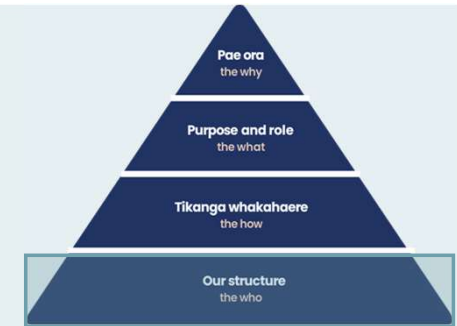 Pae ora
the why
Purpose and role
the what
Tikanga whakahaere
the how
Our structure
the who